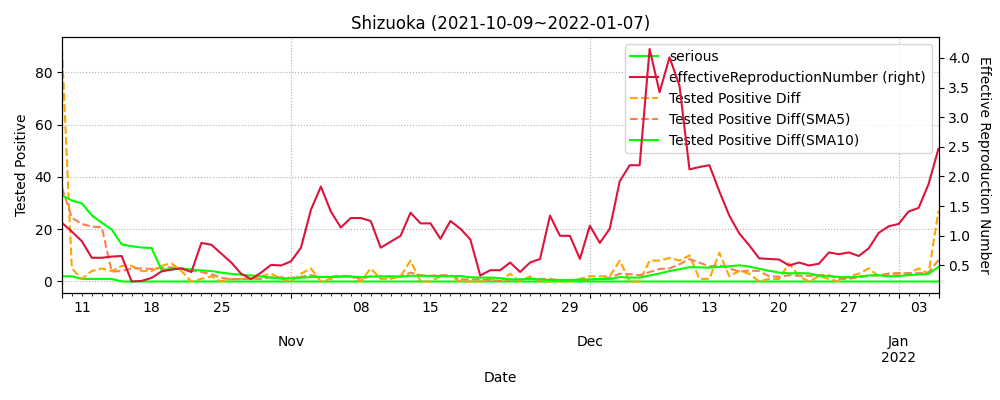 Shizuoka (2021-10-09~2022-01-07)
serious
effectiveReproductionNumber (right)
Tested Positive Diff
Tested Positive Diff(SMA5)
Tested Positive Diff(SMA10)
Tested Positive
80
60
40
20
0
4.0
3.5
3.0
2.5
2.0
1.5
1.0
0.5
Effective Reproduction Number
11 18 25 08 15 22 29 06 13 20 27 03
Nov Dec Jan
2022
Date